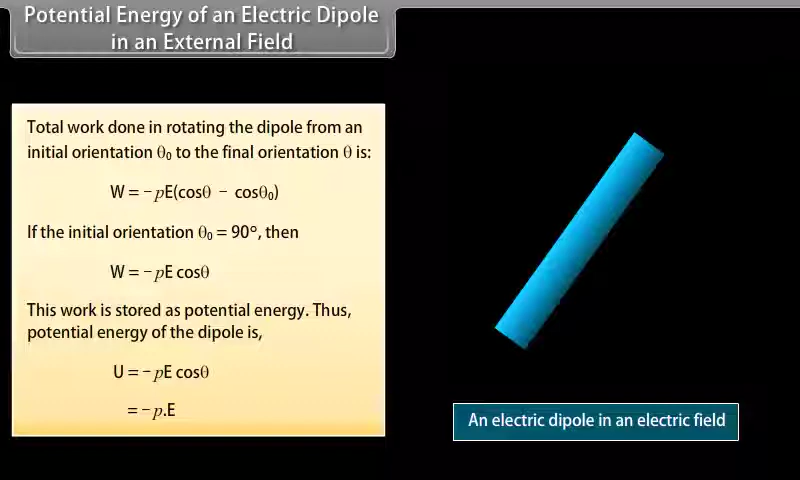 Potential Energy of an Electric Dipole
in an External Field
Total work done in rotating the dipole from an
initial orientation θ₀ to the final orientation θ is:
W = −pE(cosθ − cosθ₀)
If the initial orientation θ₀ = 90°, then
W = −pE cosθ
This work is stored as potential energy. Thus,
potential energy of the dipole is,
U = −pE cosθ
= −p.E
An electric dipole in an electric field